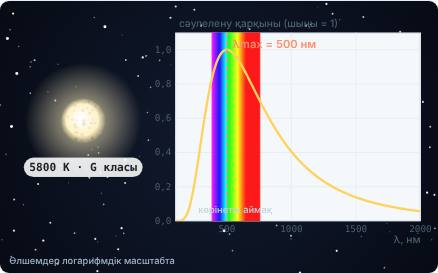 сәулелену қарқыны (шыңы = 1)
λmax = 500 нм
1,0
0,8
0,6
0,4
0,2
0,0
көрінетін аймақ
500 1000 1500 2000
λ, нм
5800 K · G класы
Өлшемдер логарифмдік масштабта